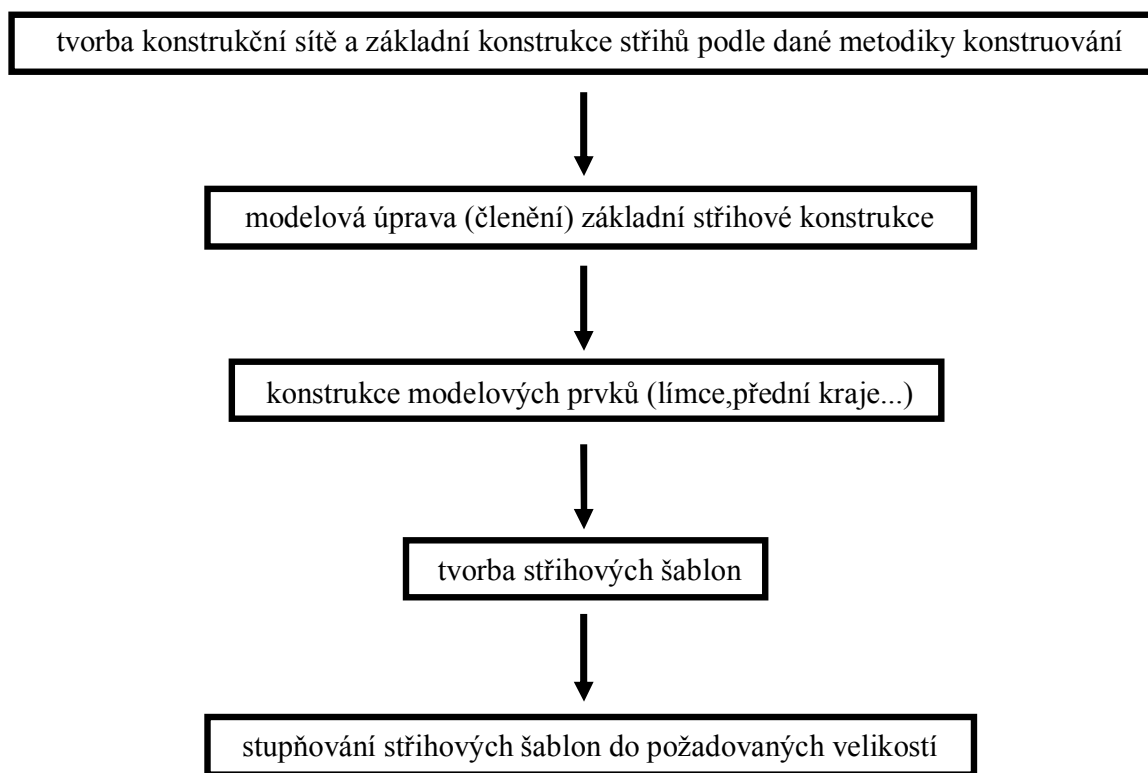 tvorba konstrukční sítě a základní konstrukce střihů podle dané metodiky konstruování
modelová úprava (členění) základní střihové konstrukce
konstrukce modelových prvků (límce,přední kraje...)
tvorba střihových šablon
stupňování střihových šablon do požadovaných velikostí